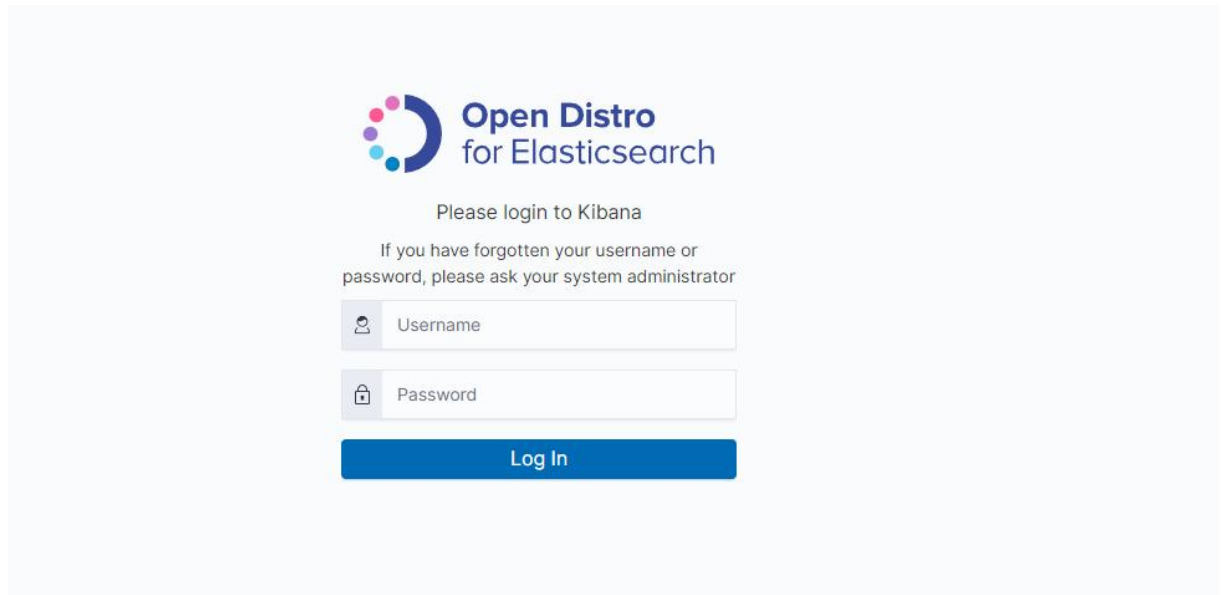 Open Distro
for Elasticsearch
Please login to Kibana
If you have forgotten your username or
password, please ask your system administrator
Username
Password
Log In